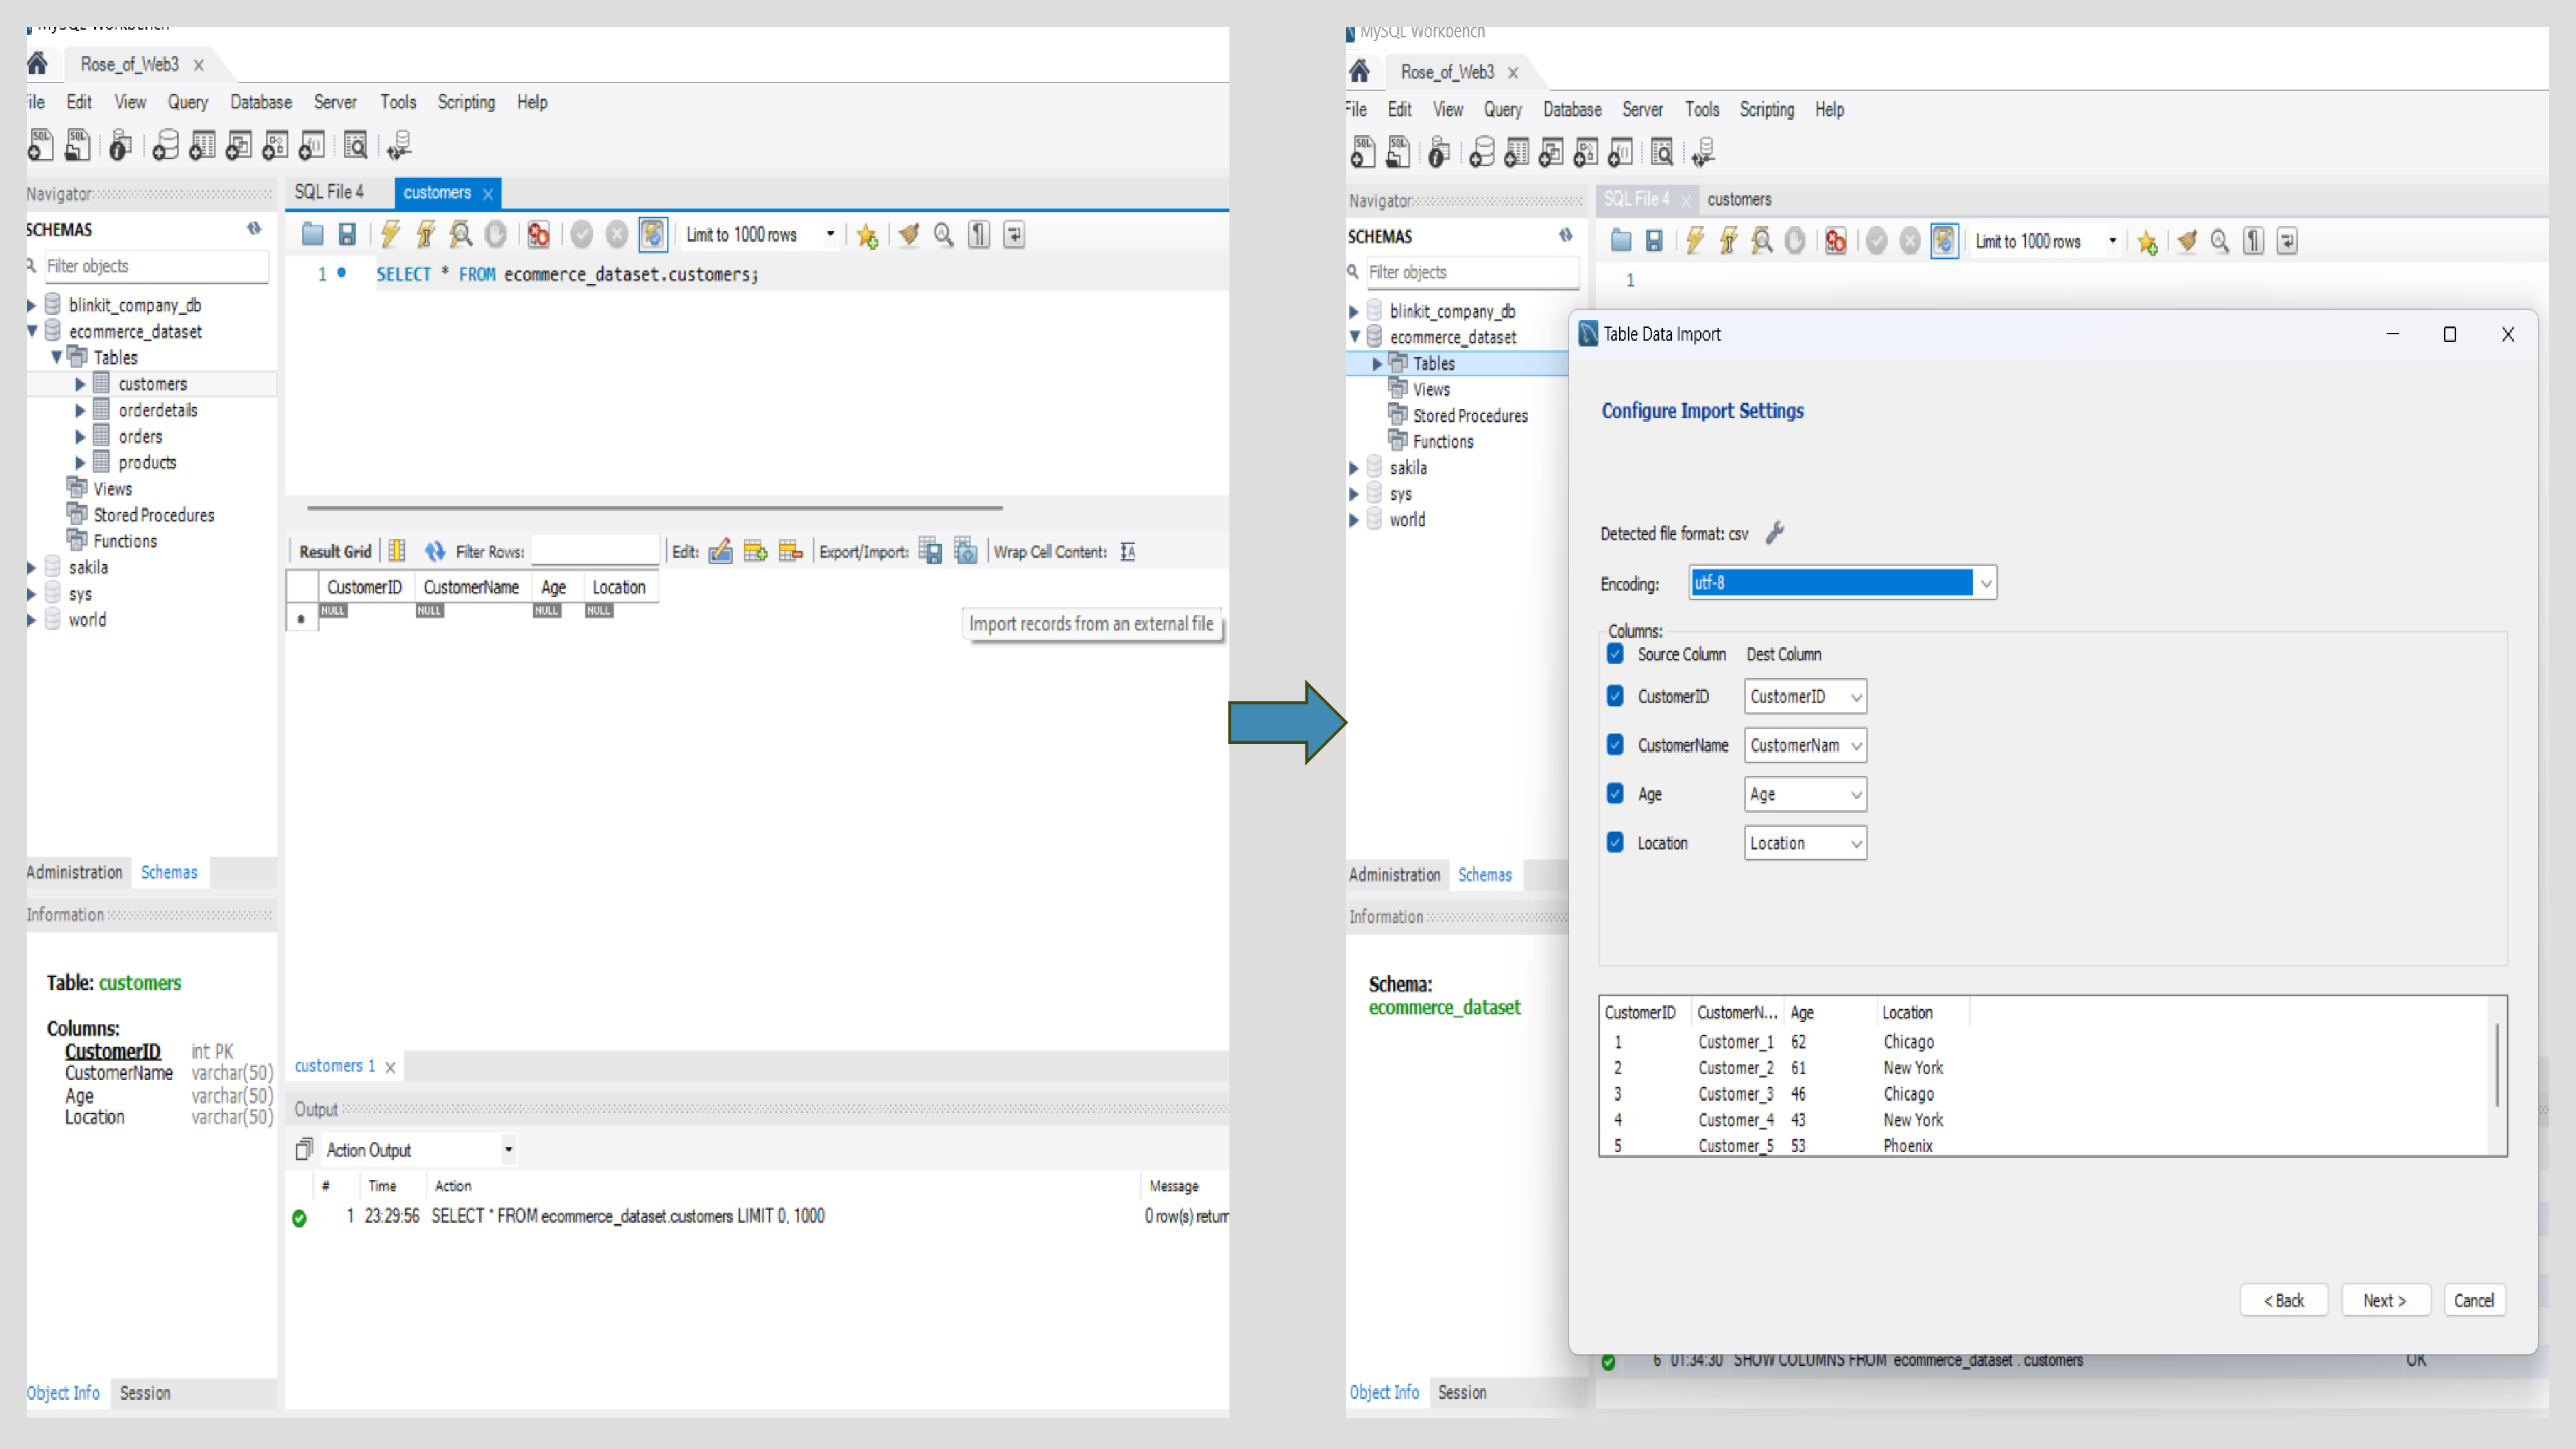 MySQL Workbench
Rose_of_Web3 x
File Edit View Query Database Server Tools Scripting Help
SQL SQL
Navigator
SQL File 4 customers x
SCHEMAS
Limit to 1000 rows
Filter objects
1 SELECT * FROM ecommerce_dataset.customers;
blinkit_company_db
ecommerce_dataset
Tables
customers
orderdetails
orders
products
Views
Stored Procedures
Functions
sakila
sys
world
Result Grid Filter Rows: Edit: Export/Import: Wrap Cell Content: IA
CustomerID CustomerName Age Location
NULL NULL NULL NULL
Import records from an external file
Administration Schemas
Information
Table: customers
Columns:
CustomerID int PK
CustomerName varchar(50)
Age varchar(50)
Location varchar(50)
customers 1 x
Output
Action Output
# Time Action Message
1 23:29:56 SELECT * FROM ecommerce_dataset.customers LIMIT 0, 1000 0 row(s) return
Object Info Session
MySQL Workbench
Rose_of_Web3 x
File Edit View Query Database Server Tools Scripting Help
SQL SQL
Navigator
SQL File 4 x customers
SCHEMAS
Limit to 1000 rows
Filter objects
1
blinkit_company_db
ecommerce_dataset
Tables
Views
Stored Procedures
Functions
sakila
sys
world
Administration Schemas
Information
Schema:
ecommerce_dataset
Object Info Session
Table Data Import
Configure Import Settings
Detected file format: csv
Encoding: utf-8
Columns:
Source Column Dest Column
CustomerID CustomerID
CustomerName CustomerNam
Age Age
Location Location
CustomerID CustomerN... Age Location
1 Customer_1 62 Chicago
2 Customer_2 61 New York
3 Customer_3 46 Chicago
4 Customer_4 43 New York
5 Customer_5 53 Phoenix
< Back Next > Cancel
6 01:34:30 SHOW COLUMNS FROM ecommerce_dataset . customers OK